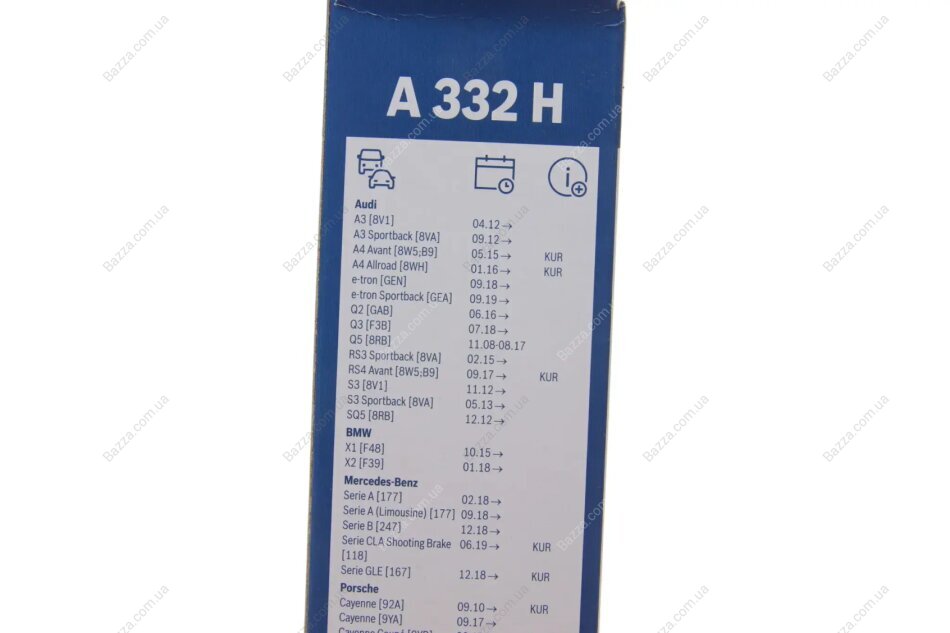 A 332 H
Audi
A3 [8V1] 04.12 →
A3 Sportback [8VA] 09.12 →
A4 Avant [8W5;B9] 05.15 → KUR
A4 Allroad [8WH] 01.16 → KUR
e-tron [GEN] 09.18 →
e-tron Sportback [GEA] 09.19 →
Q2 [GAB] 06.16 →
Q3 [F3B] 07.18 →
Q5 [8RB] 11.08-08.17
RS3 Sportback [8VA] 02.15 →
RS4 Avant [8W5;B9] 09.17 → KUR
S3 [8V1] 11.12 →
S3 Sportback [8VA] 05.13 →
SQ5 [8RB] 12.12 →
BMW
X1 [F48] 10.15 →
X2 [F39] 01.18 →
Mercedes-Benz
Serie A [177] 02.18 →
Serie A (Limousine) [177] 09.18 →
Serie B [247] 12.18 →
Serie CLA Shooting Brake 06.19 → KUR
[118]
Serie GLE [167] 12.18 → KUR
Porsche
Cayenne [92A] 09.10 → KUR
Cayenne [9YA] 09.17 →
Bazza.com.ua